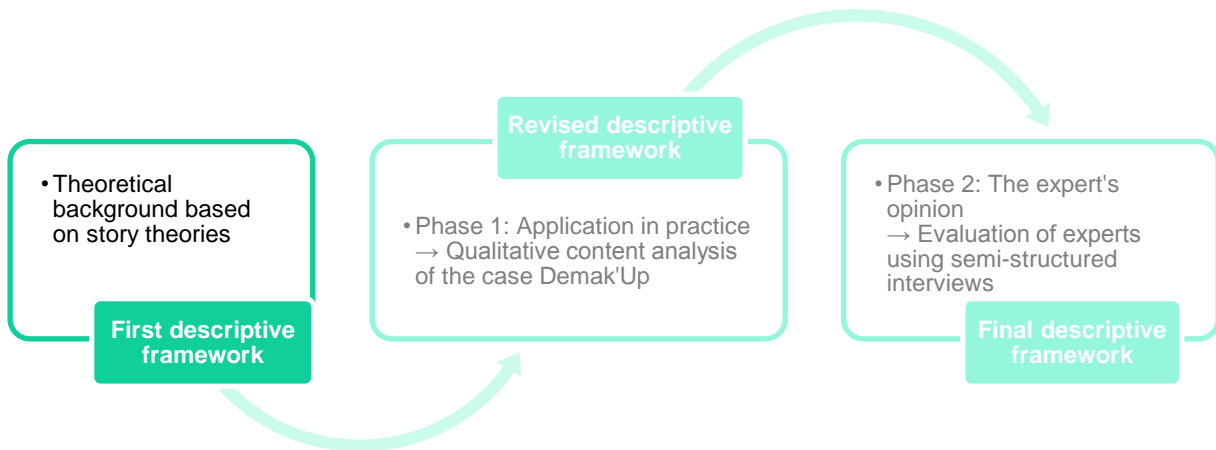 • Theoretical
background based
on story theories
First descriptive
framework
Revised descriptive
framework
• Phase 1: Application in practice
→ Qualitative content analysis
of the case Demak'Up
• Phase 2: The expert's
opinion
→ Evaluation of experts
using semi-structured
interviews
Final descriptive
framework